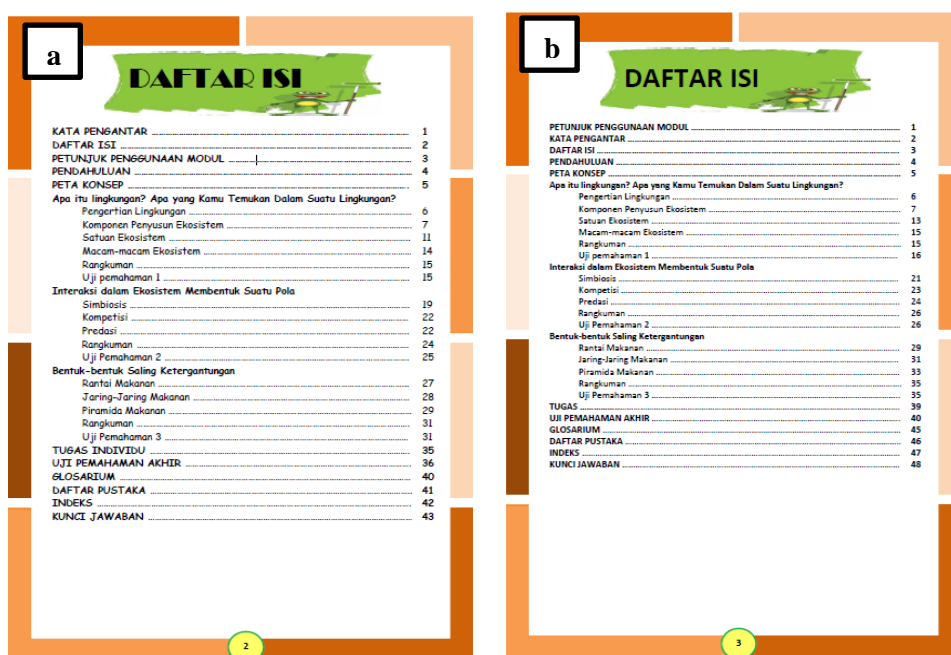 a
DAFTAR ISI
KATA PENGANTAR ........ 1
DAFTAR ISI ........ 2
PETUNJUK PENGGUNAAN MODUL ........ 3
PENDAHULUAN ........ 4
PETA KONSEP ........ 5
Apa itu lingkungan? Apa yang Kamu Temukan Dalam Suatu Lingkungan?
Pengertian Lingkungan ........ 6
Komponen Penyusun Ekosistem ........ 7
Satuan Ekosistem ........ 11
Macam-macam Ekosistem ........ 14
Rangkuman ........ 15
Uji pemahaman 1 ........ 15
Interaksi dalam Ekosistem Membentuk Suatu Pola
Simbiosis ........ 19
Kompetisi ........ 22
Predasi ........ 22
Rangkuman ........ 24
Uji Pemahaman 2 ........ 25
Bentuk-bentuk Saling Ketergantungan
Rantai Makanan ........ 27
Jaring-Jaring Makanan ........ 28
Piramida Makanan ........ 29
Rangkuman ........ 31
Uji Pemahaman 3 ........ 31
TUGAS INDIVIDU ........ 35
UJI PEMAHAMAN AKHIR ........ 36
GLOSARIUM ........ 40
DAFTAR PUSTAKA ........ 41
INDEKS ........ 42
KUNCI JAWABAN ........ 43
2
b
DAFTAR ISI
PETUNJUK PENGGUNAAN MODUL ........ 1
KATA PENGANTAR ........ 2
DAFTAR ISI ........ 3
PENDAHULUAN ........ 4
PETA KONSEP ........ 5
Apa itu lingkungan? Apa yang Kamu Temukan Dalam Suatu Lingkungan?
Pengertian Lingkungan ........ 6
Komponen Penyusun Ekosistem ........ 7
Satuan Ekosistem ........ 13
Macam-macam Ekosistem ........ 15
Rangkuman ........ 15
Uji pemahaman 1 ........ 16
Interaksi dalam Ekosistem Membentuk Suatu Pola
Simbiosis ........ 21
Kompetisi ........ 23
Predasi ........ 24
Rangkuman ........ 26
Uji Pemahaman 2 ........ 26
Bentuk-bentuk Saling Ketergantungan
Rantai Makanan ........ 29
Jaring-Jaring Makanan ........ 31
Piramida Makanan ........ 33
Rangkuman ........ 35
Uji Pemahaman 3 ........ 35
TUGAS ........ 39
UJI PEMAHAMAN AKHIR ........ 40
GLOSARIUM ........ 45
DAFTAR PUSTAKA ........ 46
INDEKS ........ 47
KUNCI JAWABAN ........ 48
3